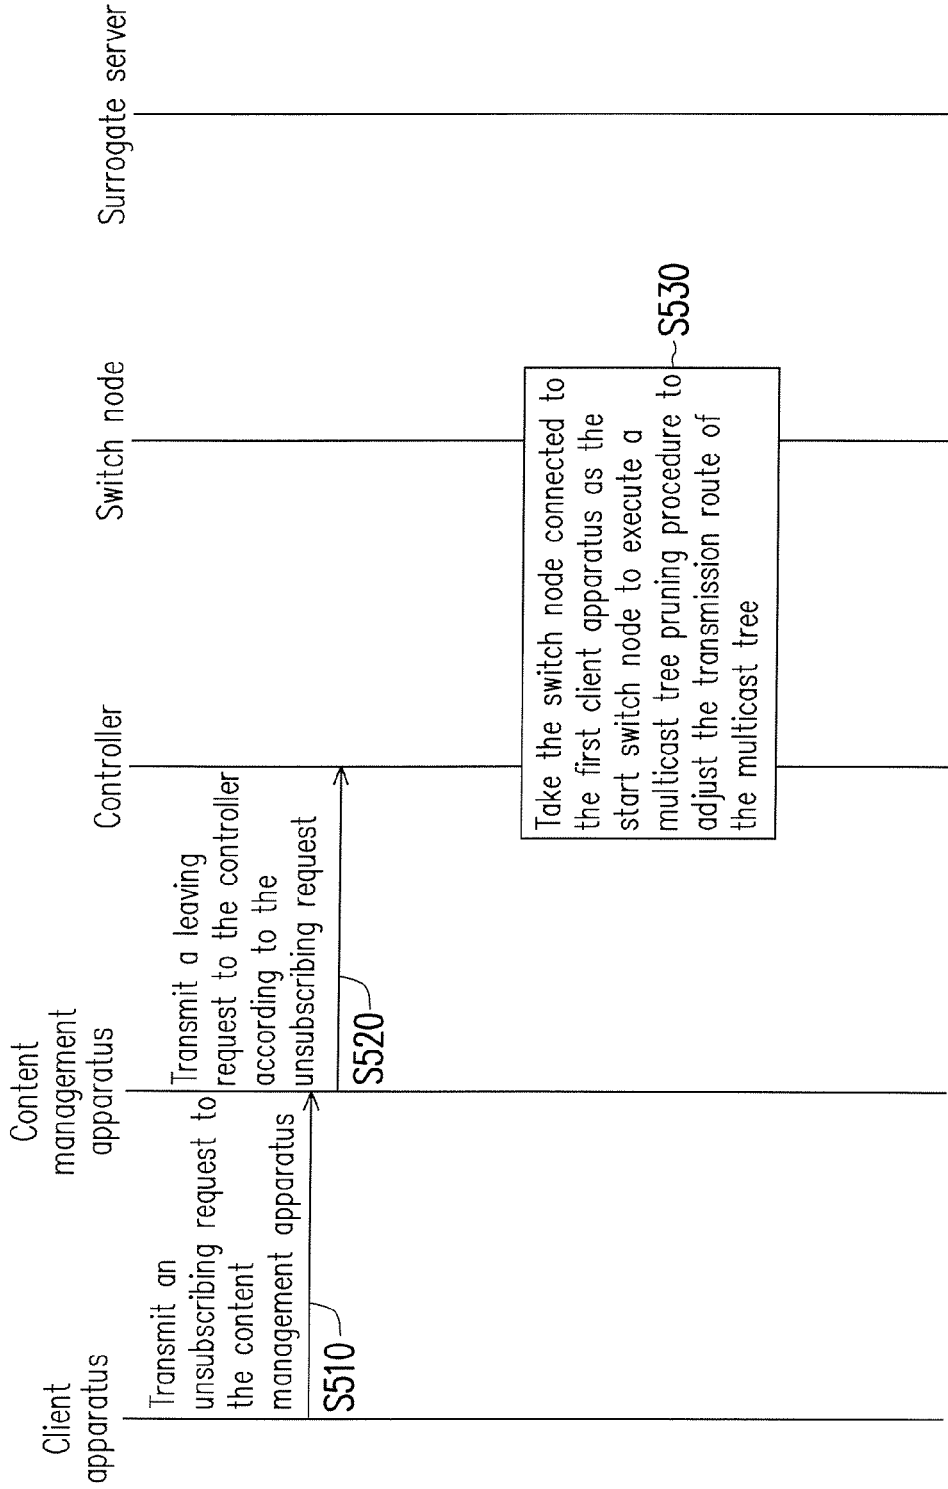 Client
apparatus
Content
management
apparatus
Controller
Switch node
Surrogate server
Transmit an
unsubscribing request to
the content
management apparatus
S510
Transmit a leaving
request to the controller
according to the
unsubscribing request
S520
Take the switch node connected to
the first client apparatus as the
start switch node to execute a
multicast tree pruning procedure to
adjust the transmission route of
the multicast tree
S530